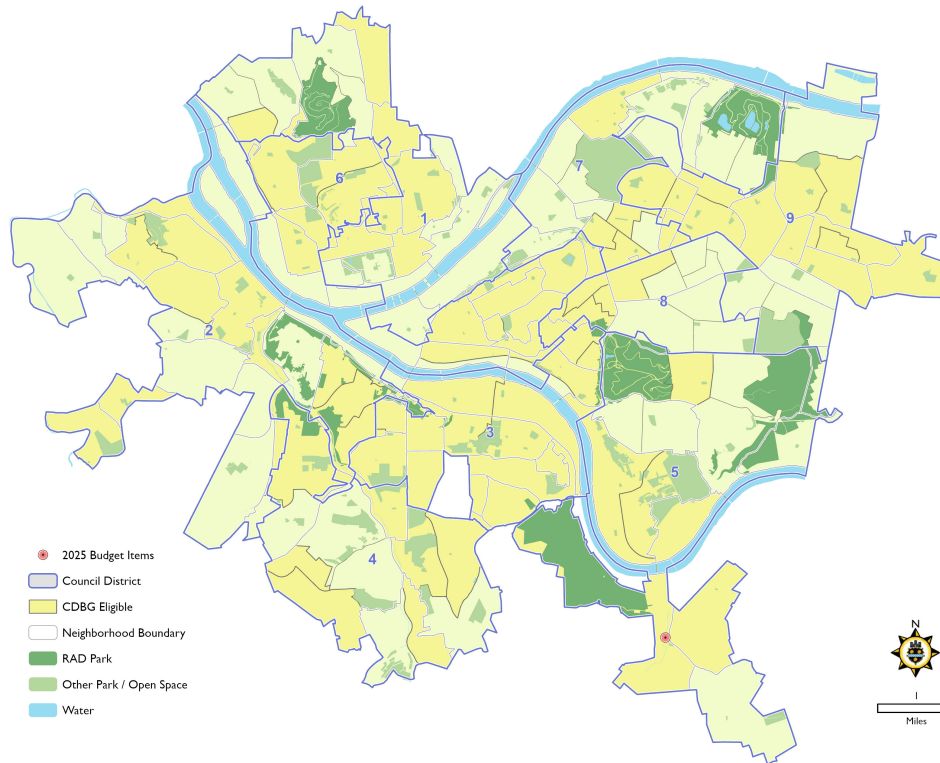 6
7
1
9
8
2
3
5
4
2025 Budget Items
Council District
CDBG Eligible
Neighborhood Boundary
RAD Park
Other Park / Open Space
Water
N
1
Miles